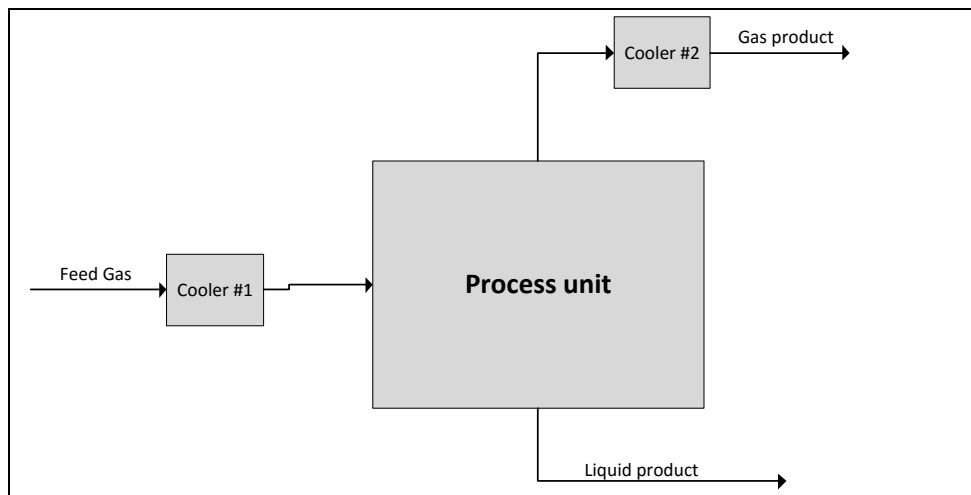 Gas product
Cooler #2
Feed Gas
Cooler #1
Process unit
Liquid product